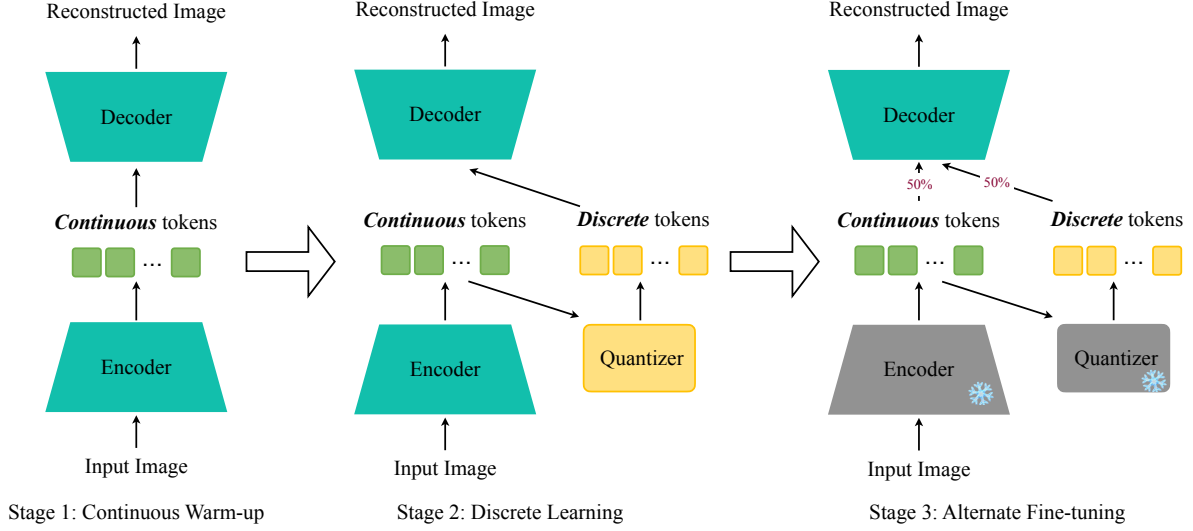 Reconstructed Image
Decoder
Continuous tokens
...
Encoder
Input Image
Stage 1: Continuous Warm-up
Reconstructed Image
Decoder
Continuous tokens
...
Discrete tokens
...
Encoder
Quantizer
Input Image
Stage 2: Discrete Learning
Reconstructed Image
Decoder
50%
50%
Continuous tokens
...
Discrete tokens
...
Encoder
Quantizer
Input Image
Stage 3: Alternate Fine-tuning